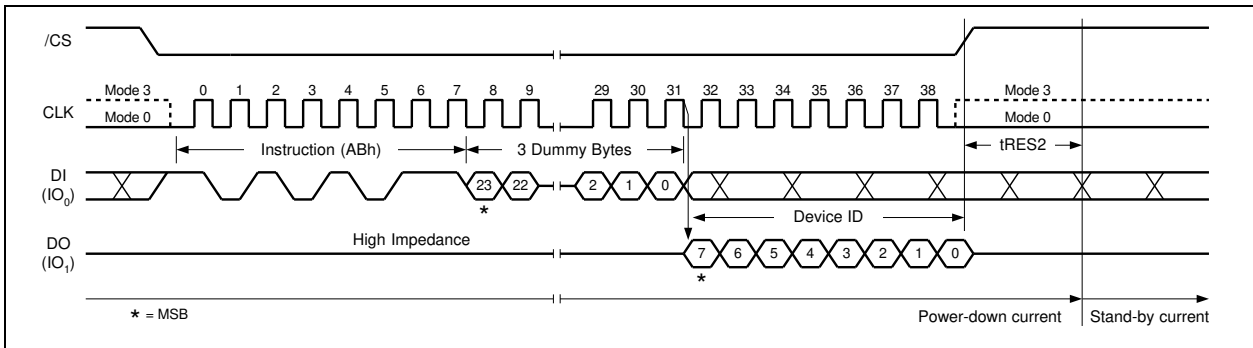 /CS
Mode 3 0 1 2 3 4 5 6 7 8 9 29 30 31 32 33 34 35 36 37 38 Mode 3
CLK
Mode 0 Mode 0
Instruction (ABh) 3 Dummy Bytes tRES2
DI
(IO0)
23 22 2 1 0
*
Device ID
High Impedance
DO
(IO1)
7 6 5 4 3 2 1 0
*
* = MSB
Power-down current Stand-by current